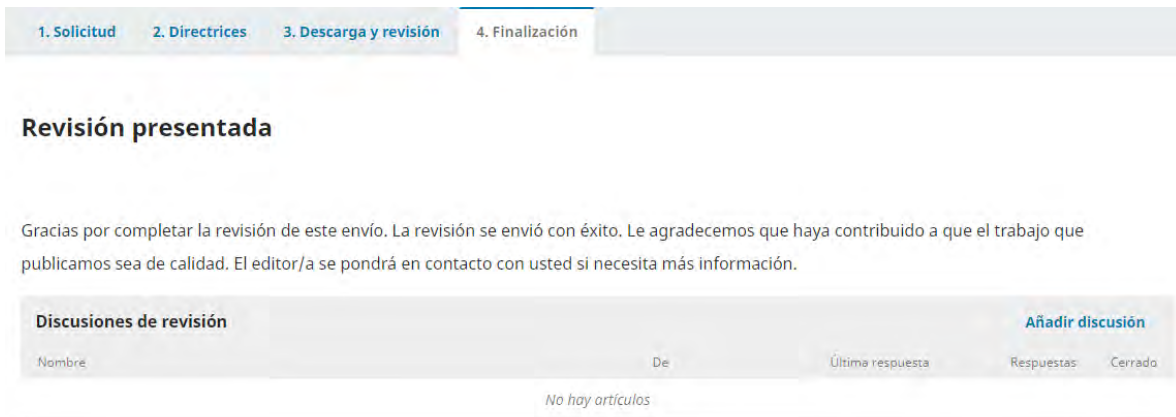 1. Solicitud 2. Directrices 3. Descarga y revisión 4. Finalización
Revisión presentada
Gracias por completar la revisión de este envío. La revisión se envió con éxito. Le agradecemos que haya contribuido a que el trabajo que
publicamos sea de calidad. El editor/a se pondrá en contacto con usted si necesita más información.
Discusiones de revisión Añadir discusión
Nombre De Última respuesta Respuestas Cerrado
No hay artículos